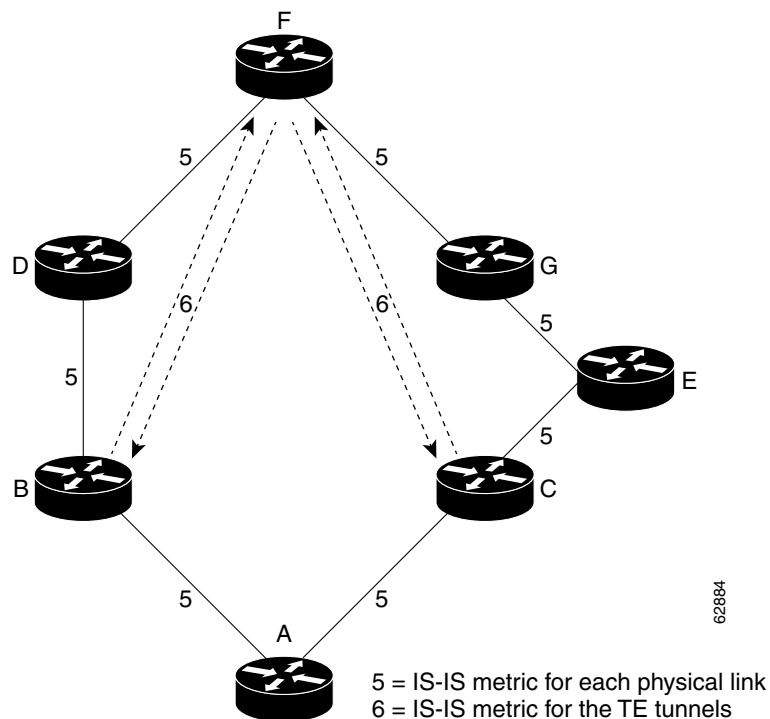 F
5
5
D
G
6
6
5
5
E
5
B
C
5
5
62884
A
5 = IS-IS metric for each physical link
6 = IS-IS metric for the TE tunnels